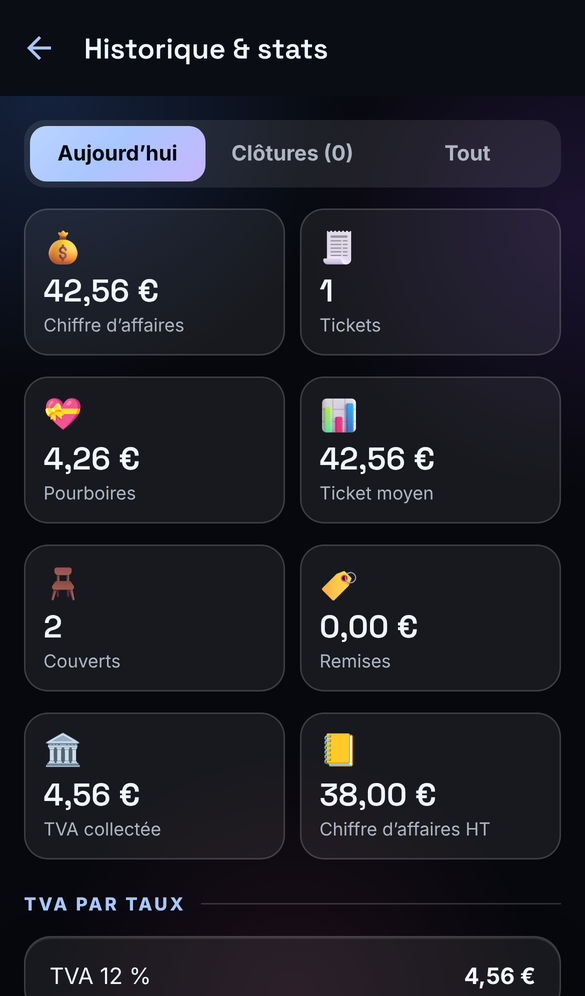 Historique & stats
Aujourd’hui
Clôtures (0)
Tout
42,56 €
Chiffre d’affaires
1
Tickets
4,26 €
Pourboires
42,56 €
Ticket moyen
2
Couverts
0,00 €
Remises
4,56 €
TVA collectée
38,00 €
Chiffre d’affaires HT
TVA PAR TAUX
TVA 12 %
4,56 €